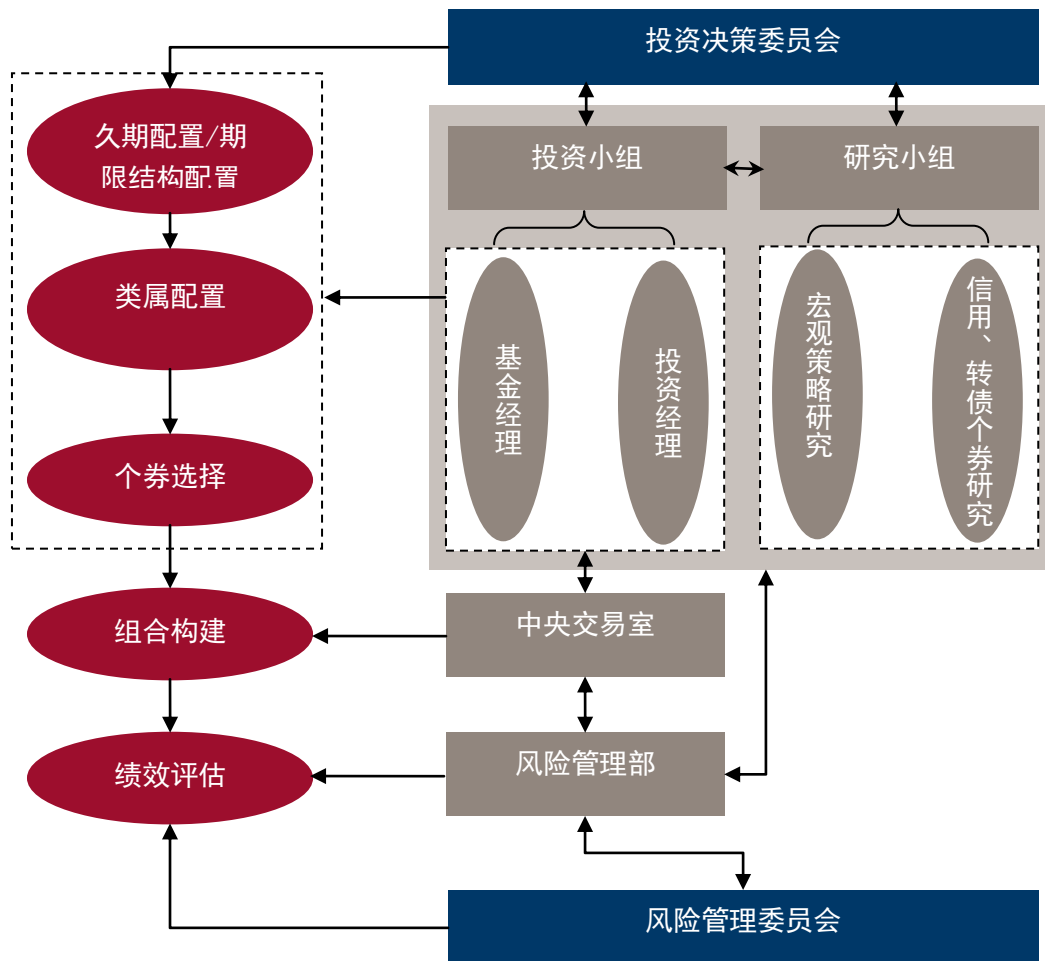 投资决策委员会
久期配置/期
限结构配置
投资小组
研究小组
类属配置
基金经理
投资经理
宏观策略研究
信用、转债个券研究
个券选择
组合构建
中央交易室
绩效评估
风险管理部
风险管理委员会